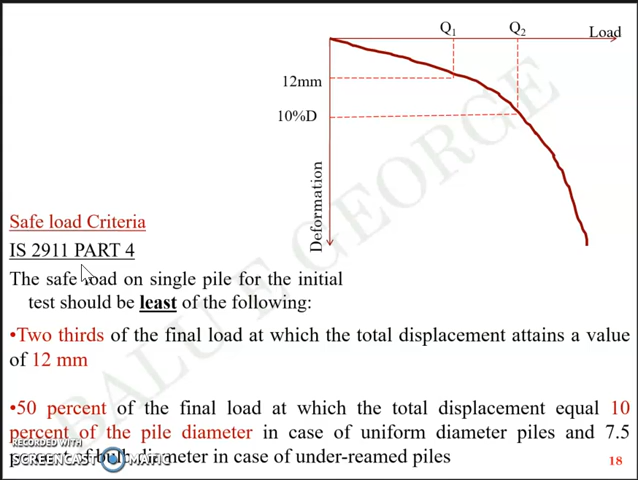 Q1 Q2 Load
12mm
10%D
Deformation
Safe load Criteria
IS 2911 PART 4
The safe load on single pile for the initial
test should be least of the following:
•Two thirds of the final load at which the total displacement attains a value
of 12 mm
•50 percent of the final load at which the total displacement equal 10
percent of the pile diameter in case of uniform diameter piles and 7.5
diameter in case of under-reamed piles
RECORDED WITH
SCREENCAST MATIC
18
BALU E GEORGE